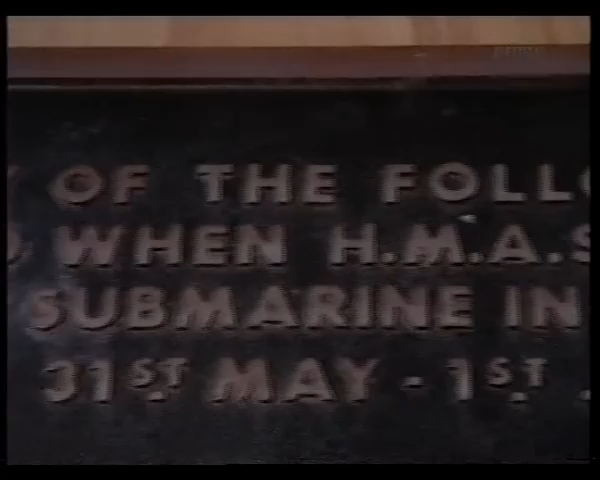 OF THE FOLL
WHEN H.M.A.S
SUBMARINE IN
31ST MAY - 1ST